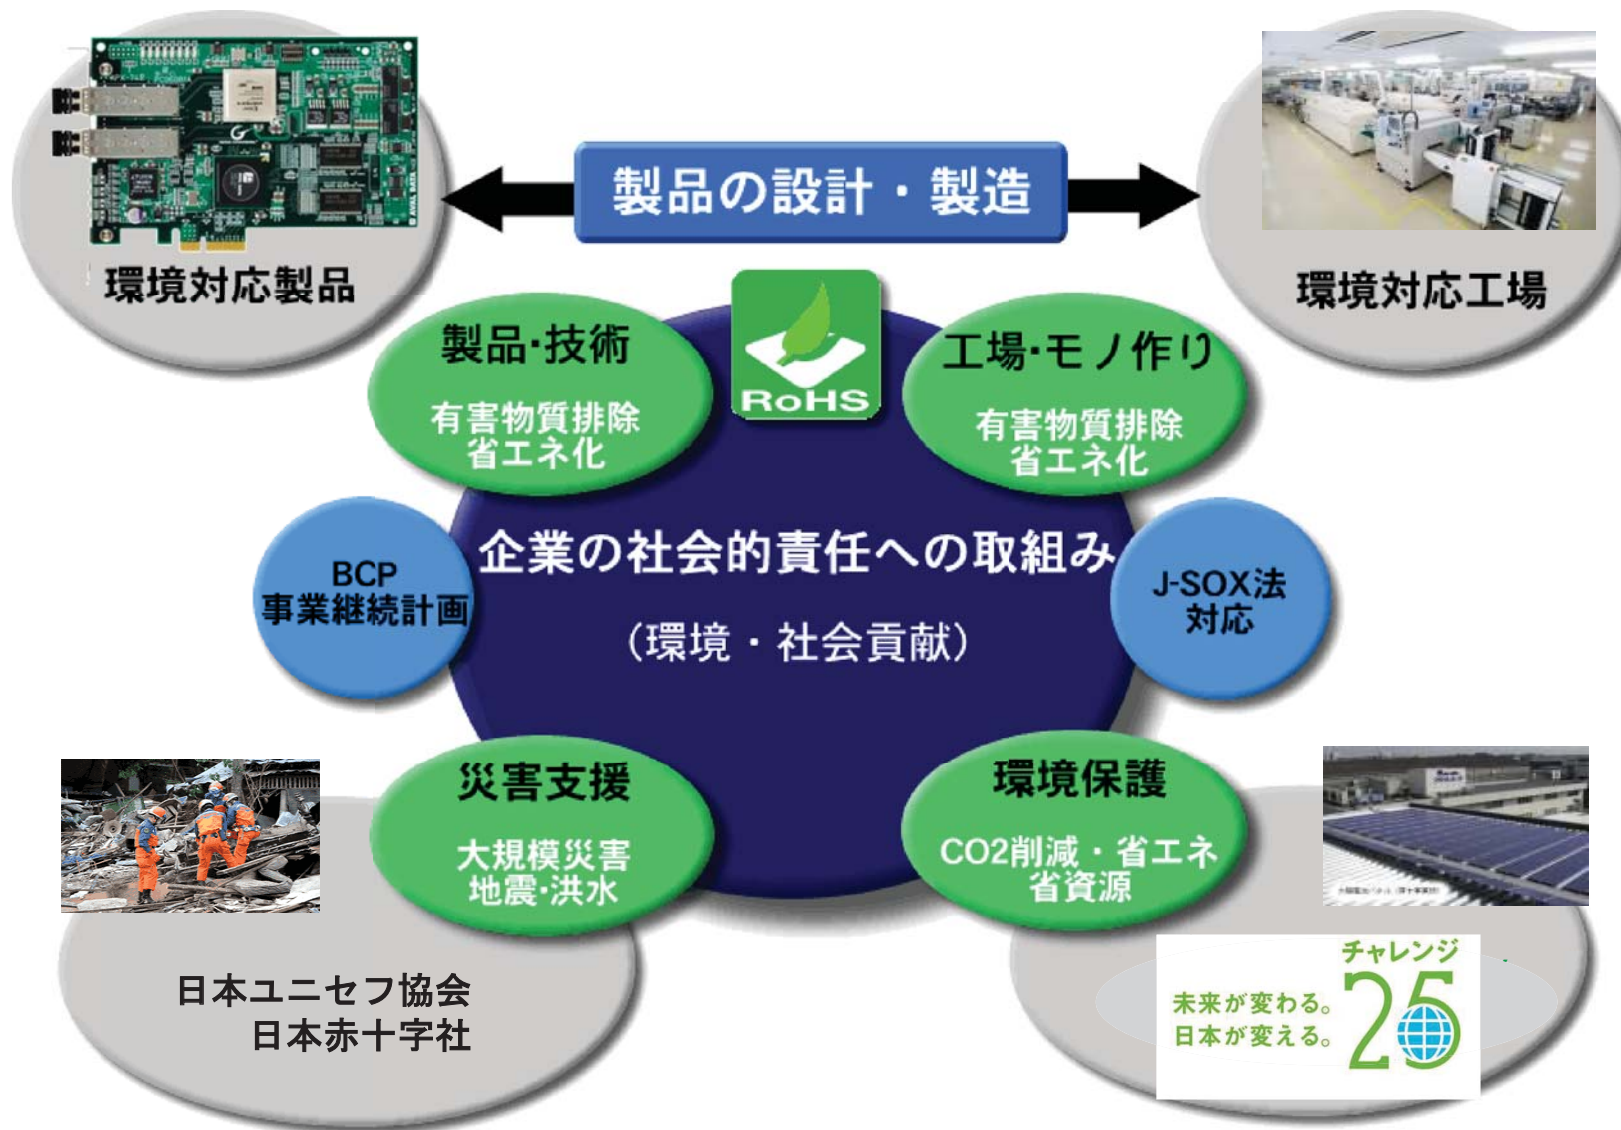 AVAL DATA
製品の設計・製造
環境対応製品
環境対応工場
製品・技術
有害物質排除
省エネ化
RoHS
工場・モノ作り
有害物質排除
省エネ化
企業の社会的責任への取組み
（環境・社会貢献）
BCP
事業継続計画
J-SOX法
対応
災害支援
大規模災害
地震・洪水
環境保護
CO2削減・省エネ
省資源
日本ユニセフ協会
日本赤十字社
チャレンジ
25
未来が変わる。
日本が変える。